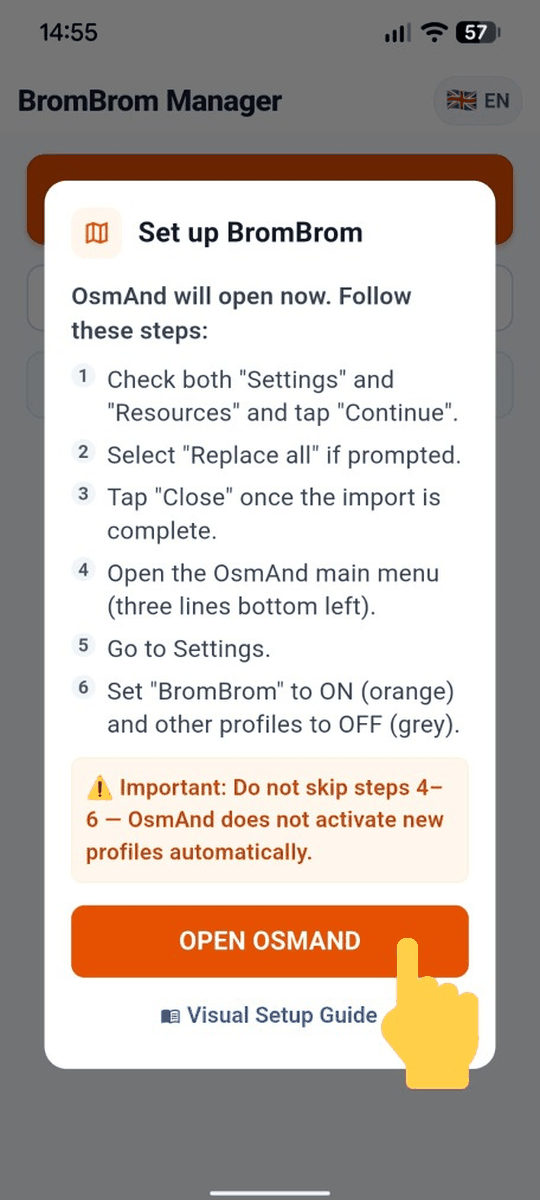 14:55
57
BromBrom Manager
EN
Set up BromBrom
OsmAnd will open now. Follow
these steps:
1 Check both "Settings" and
"Resources" and tap "Continue".
2 Select "Replace all" if prompted.
3 Tap "Close" once the import is
complete.
4 Open the OsmAnd main menu
(three lines bottom left).
5 Go to Settings.
6 Set "BromBrom" to ON (orange)
and other profiles to OFF (grey).
⚠️ Important: Do not skip steps 4–
6 — OsmAnd does not activate new
profiles automatically.
OPEN OSMAND
Visual Setup Guide